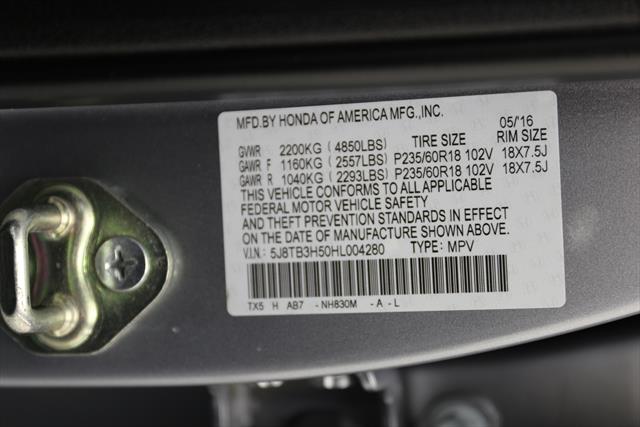 MFD.BY HONDA OF AMERICA MFG.,INC.
05/16
GVWR 2200KG (4850LBS) TIRE SIZE RIM SIZE
GAWR F 1160KG (2557LBS) P235/60R18 102V 18X7.5J
GAWR R 1040KG (2293LBS) P235/60R18 102V 18X7.5J
THIS VEHICLE CONFORMS TO ALL APPLICABLE
FEDERAL MOTOR VEHICLE SAFETY
AND THEFT PREVENTION STANDARDS IN EFFECT
ON THE DATE OF MANUFACTURE SHOWN ABOVE.
V.I.N.: 5J8TB3H50HL004280 TYPE: MPV
TX5 H AB7 -NH830M -A-L